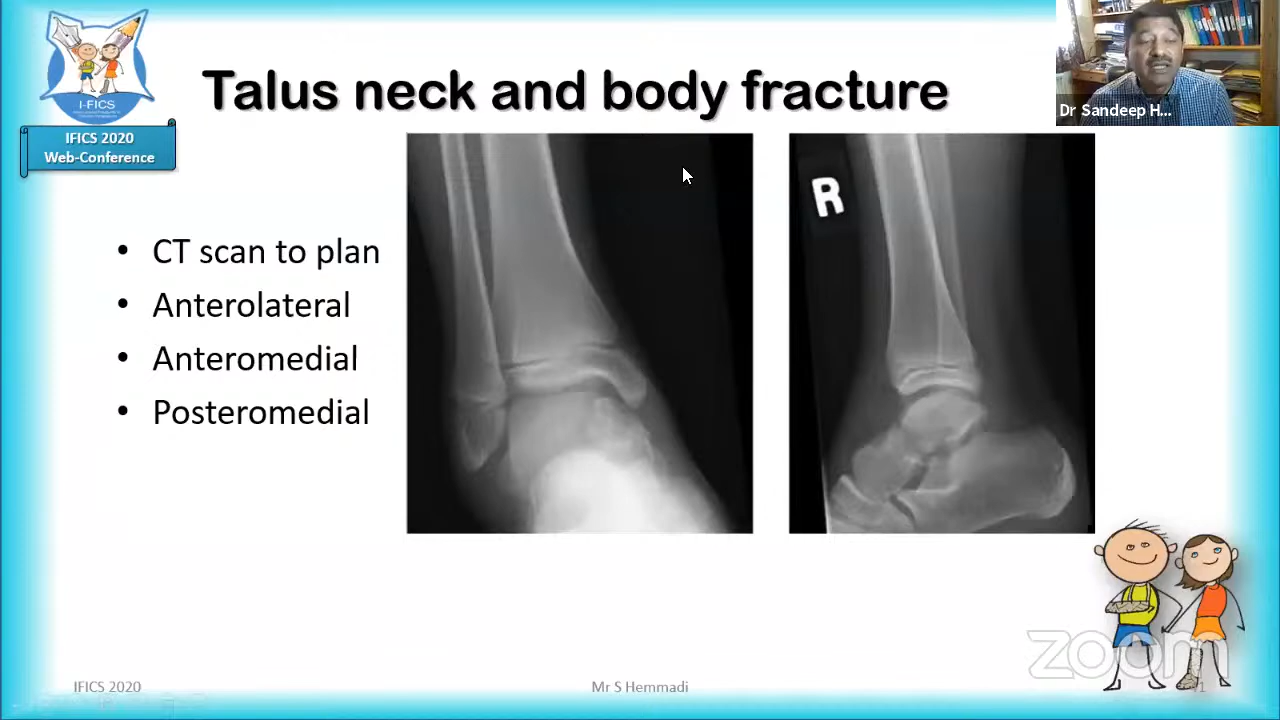 I-FICS
IFICS 2020
Web-Conference
Talus neck and body fracture
Dr Sandeep H...
• CT scan to plan
• Anterolateral
• Anteromedial
• Posteromedial
R
zoom
IFICS 2020
Mr S Hemmadi